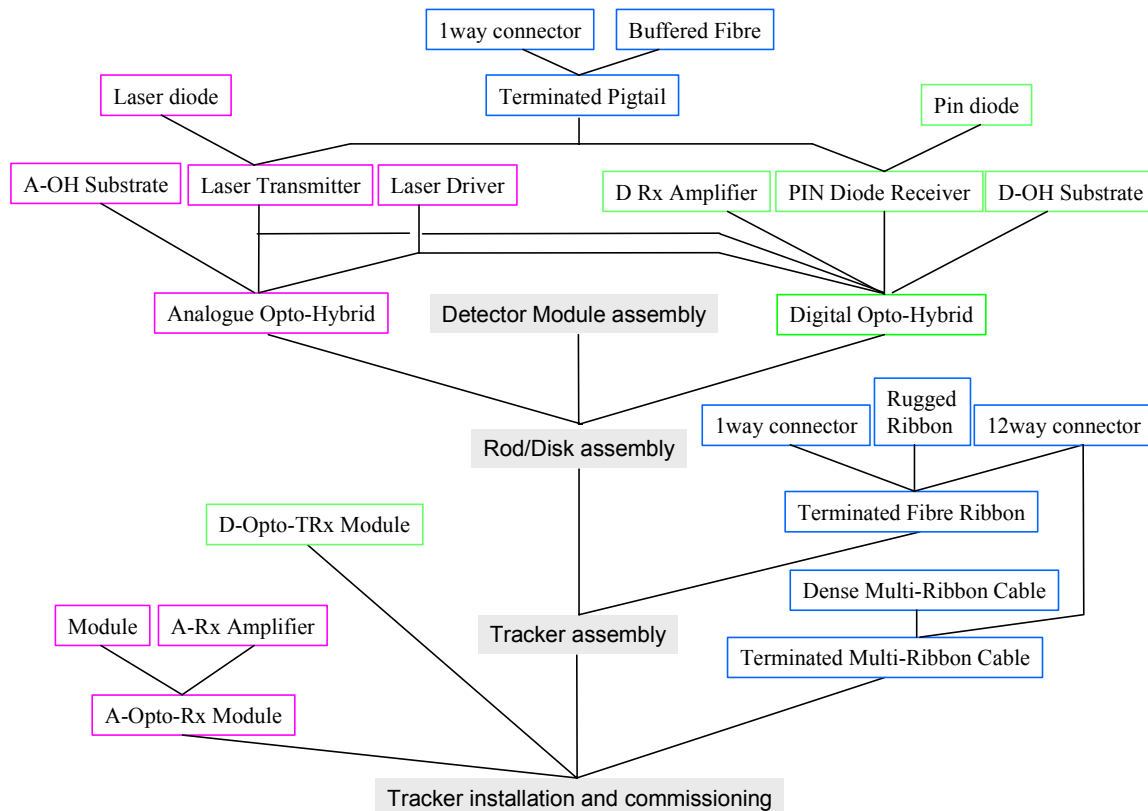 1way connector
Buffered Fibre
Laser diode
Terminated Pigtail
Pin diode
A-OH Substrate
Laser Transmitter
Laser Driver
D Rx Amplifier
PIN Diode Receiver
D-OH Substrate
Analogue Opto-Hybrid
Detector Module assembly
Digital Opto-Hybrid
1way connector
Rugged
Ribbon
12way connector
Rod/Disk assembly
D-Opto-TRx Module
Terminated Fibre Ribbon
Dense Multi-Ribbon Cable
Module
A-Rx Amplifier
Tracker assembly
Terminated Multi-Ribbon Cable
A-Opto-Rx Module
Tracker installation and commissioning